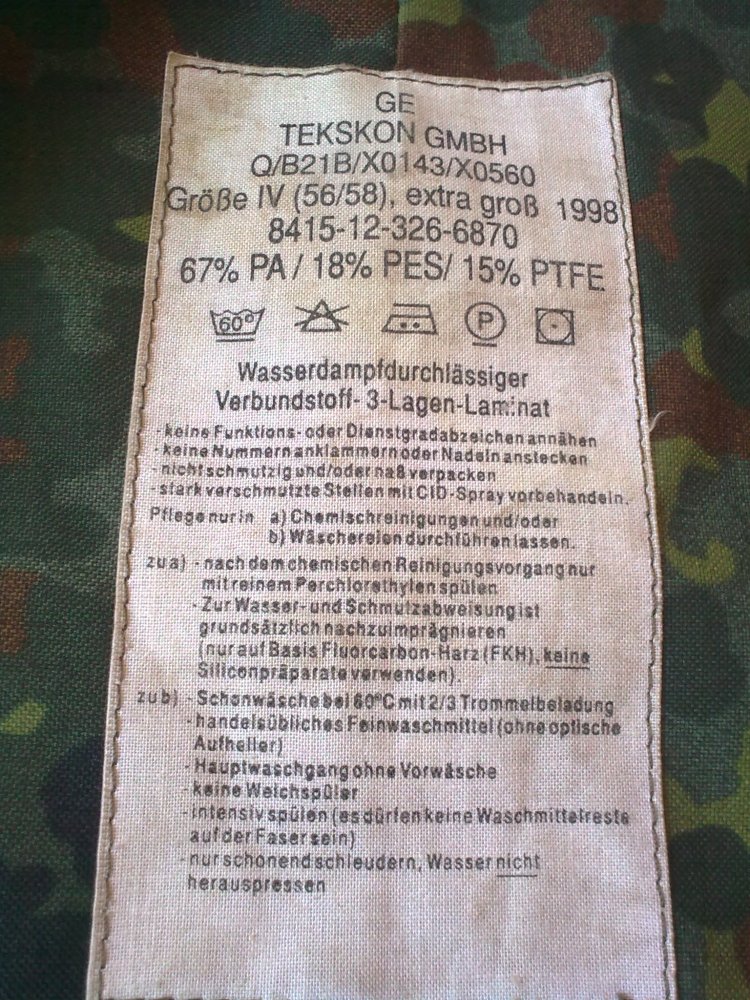 GE
TEKSKON GMBH
Q/B21B/X0143/X0560
Größe IV (56/58), extra groß 1998
8415-12-326-6870
67% PA / 18% PES/ 15% PTFE
60° P
Wasserdampfdurchlässiger
Verbundstoff- 3-Lagen-Laminat
- keine Funktions- oder Dienstgradabzeichen annähen
- keine Nummern anklammern oder Nadeln anstecken
- nicht schmutzig und/oder naß verpacken
- stark verschmutzte Stellen mit CID-Spray vorbehandeln.
Pflege nur in a) Chemischreinigungen und/oder
b) Wäschereien durchführen lassen.
zu a) - nach dem chemischen Reinigungsvorgang nur
mit reinem Perchlorethylen spülen
- Zur Wasser- und Schmutzabweisung ist
grundsätzlich nachzuimprägnieren
(nur auf Basis Fluorcarbon-Harz (FKH), keine
Siliconpräparate verwenden).
zu b) - Schonwäsche bei 60°C mit 2/3 Trommelbeladung
- handelsübliches Feinwaschmittel (ohne optische
Aufheller)
- Hauptwaschgang ohne Vorwäsche
- keine Weichspüler
- intensiv spülen (es dürfen keine Waschmittelreste
auf der Faser sein)
- nur schonend schleudern, Wasser nicht
herauspressen